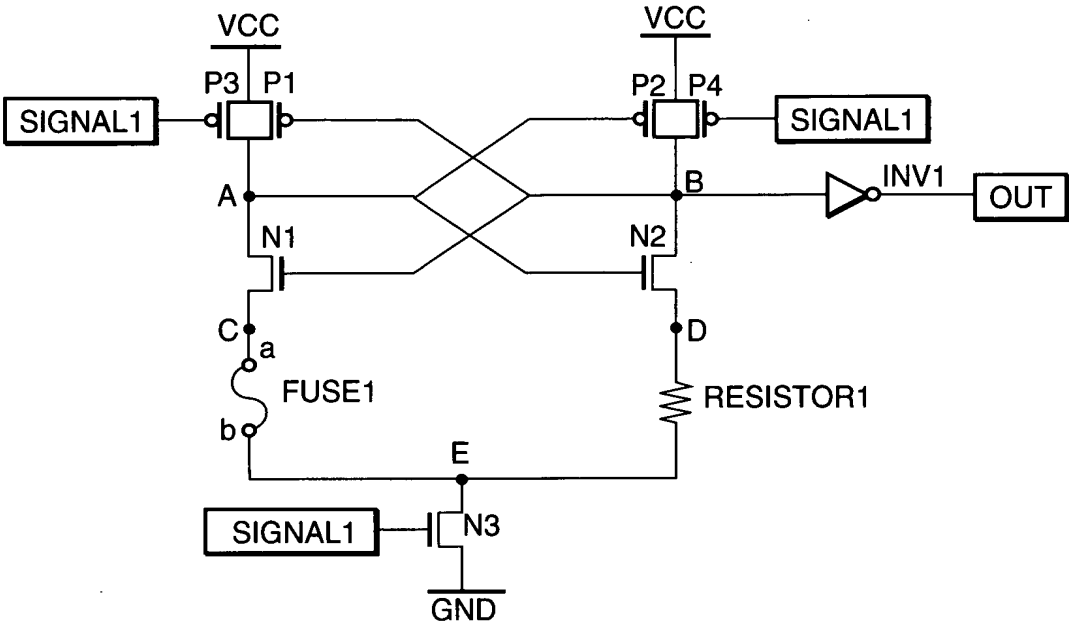 VCC
VCC
P3 P1
P2 P4
SIGNAL1
SIGNAL1
A
B
INV1
OUT
N1
N2
C
D
a
FUSE1
RESISTOR1
b
E
SIGNAL1
N3
GND